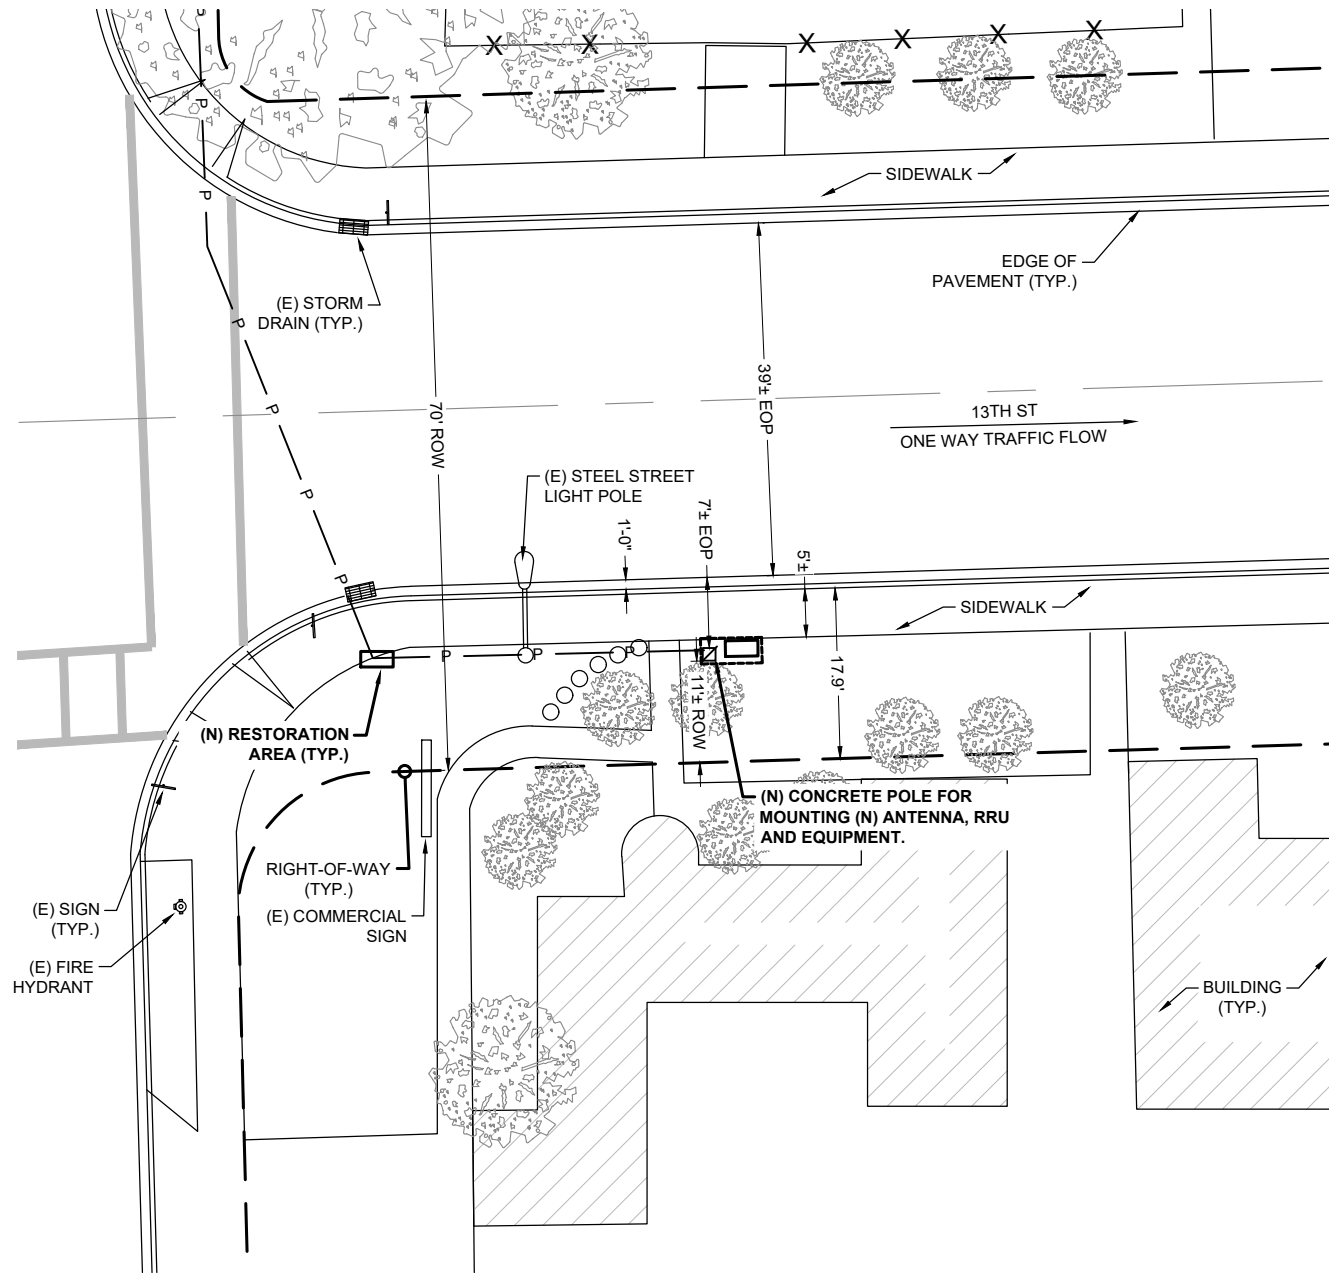 X X X X X X
P
P
P
SIDEWALK
EDGE OF
PAVEMENT (TYP.)
(E) STORM
DRAIN (TYP.)
P
P
P
P
39'± EOP
70' ROW
13TH ST
ONE WAY TRAFFIC FLOW
(E) STEEL STREET
LIGHT POLE
1'-0"
7'± EOP
5'±
SIDEWALK
P P P
11'± ROW
17.9'
(N) RESTORATION
AREA (TYP.)
(N) CONCRETE POLE FOR
MOUNTING (N) ANTENNA, RRU
AND EQUIPMENT.
RIGHT-OF-WAY
(TYP.)
(E) COMMERCIAL
SIGN
(E) SIGN
(TYP.)
(E) FIRE
HYDRANT
BUILDING
(TYP.)